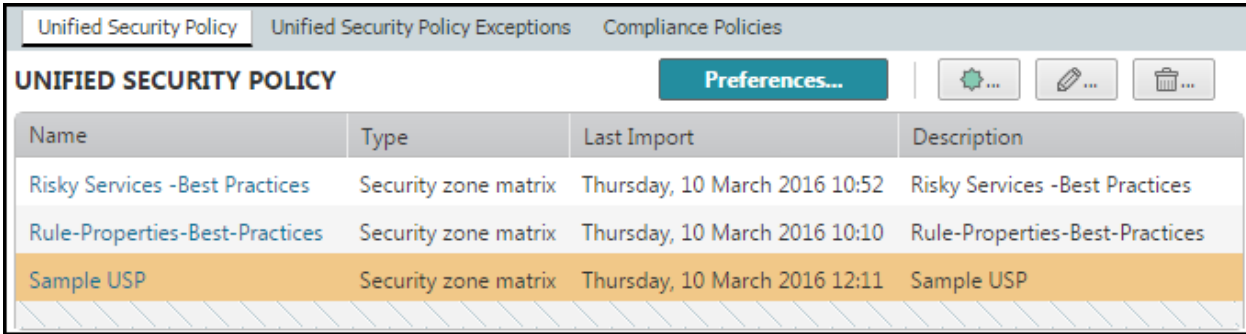 Unified Security Policy Unified Security Policy Exceptions Compliance Policies
UNIFIED SECURITY POLICY Preferences... ... ... ...
Name Type Last Import Description
Risky Services -Best Practices Security zone matrix Thursday, 10 March 2016 10:52 Risky Services -Best Practices
Rule-Properties-Best-Practices Security zone matrix Thursday, 10 March 2016 10:10 Rule-Properties-Best-Practices
Sample USP Security zone matrix Thursday, 10 March 2016 12:11 Sample USP